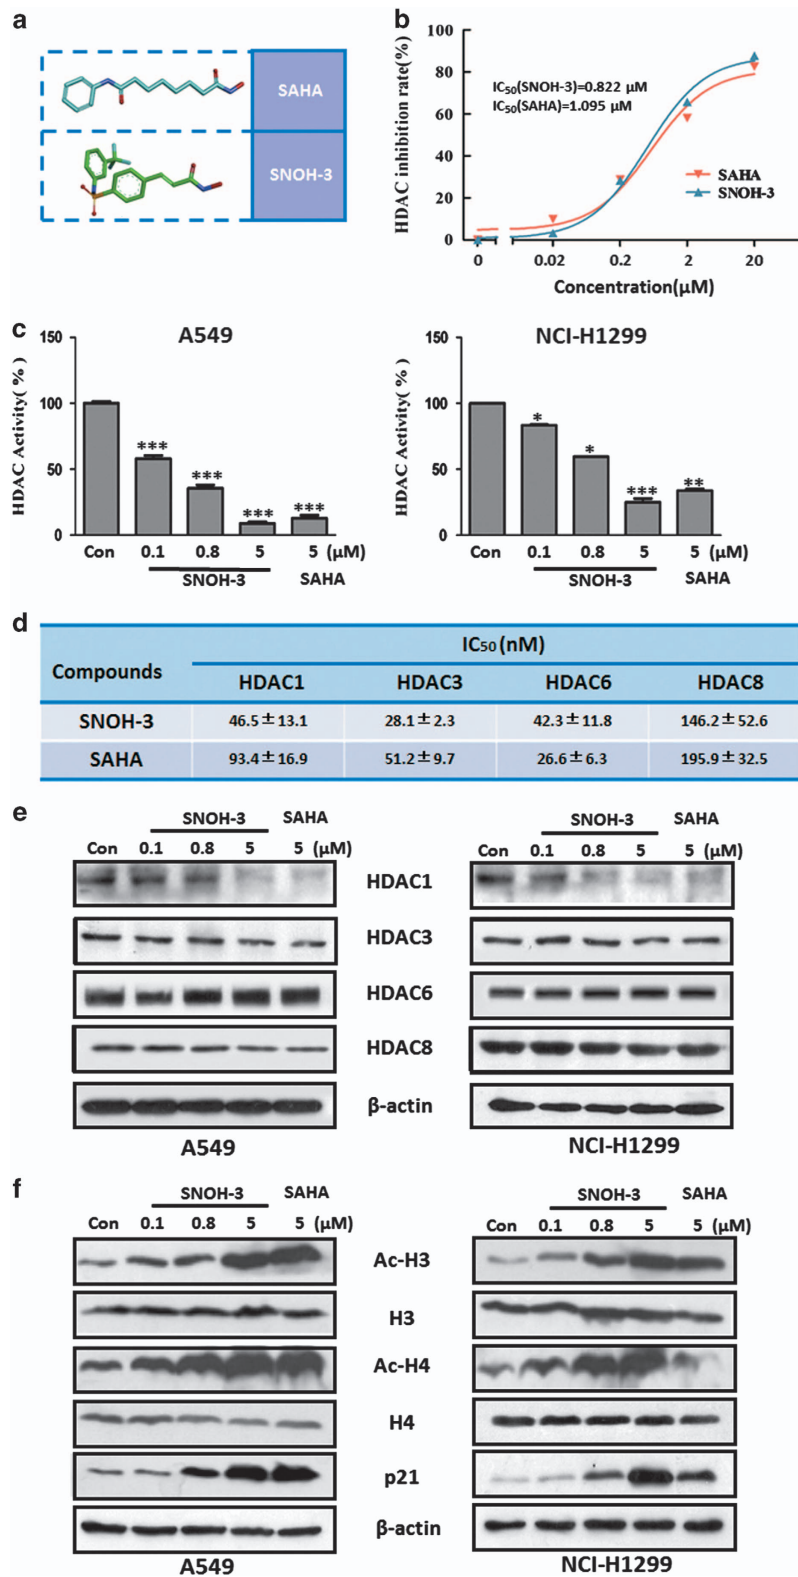 a
SAHA
SNOH-3
b
HDAC inhibition rate(%)
100
80
60
40
20
0
IC50(SNOH-3)=0.822 μM
IC50(SAHA)=1.095 μM
SAHA
SNOH-3
0 0.02 0.2 2 20
Concentration(μM)
c
A549
HDAC Activity( % )
150
100
50
0
*** *** *** ***
Con 0.1 0.8 5 5 (μM)
SNOH-3 SAHA
NCI-H1299
HDAC Activity( % )
150
100
50
0
* * *** **
Con 0.1 0.8 5 5 (μM)
SNOH-3 SAHA
d
Compounds IC50 (nM)
HDAC1 HDAC3 HDAC6 HDAC8
SNOH-3 46.5 ± 13.1 28.1 ± 2.3 42.3 ± 11.8 146.2 ± 52.6
SAHA 93.4 ± 16.9 51.2 ± 9.7 26.6 ± 6.3 195.9 ± 32.5
e
SNOH-3 SAHA SNOH-3 SAHA
Con 0.1 0.8 5 5 (μM) Con 0.1 0.8 5 5 (μM)
HDAC1
HDAC3
HDAC6
HDAC8
β-actin
A549 NCI-H1299
f
SNOH-3 SAHA SNOH-3 SAHA
Con 0.1 0.8 5 5 (μM) Con 0.1 0.8 5 5 (μM)
Ac-H3
H3
Ac-H4
H4
p21
β-actin
A549 NCI-H1299